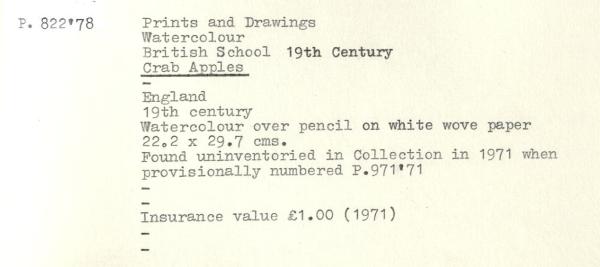 P. 822'78
Prints and Drawings
Watercolour
British School 19th Century
Crab Apples
-
England
19th century
Watercolour over pencil on white wove paper
22.2 x 29.7 cms.
Found uninventoried in Collection in 1971 when
provisionally numbered P.971'71
-
-
Insurance value £1.00 (1971)
-
-